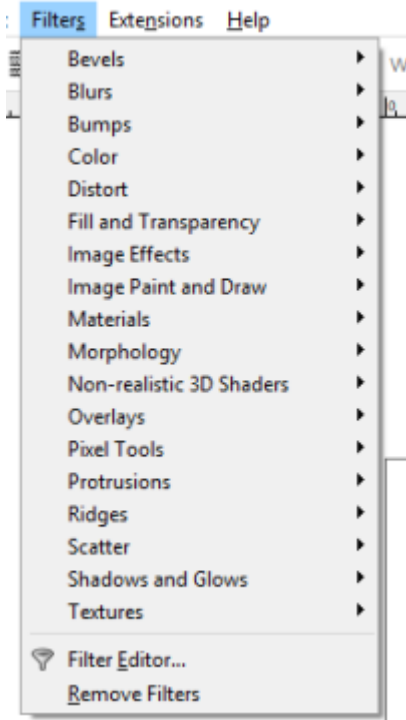 Filters Extensions Help
Bevels
Blurs
Bumps
Color
Distort
Fill and Transparency
Image Effects
Image Paint and Draw
Materials
Morphology
Non-realistic 3D Shaders
Overlays
Pixel Tools
Protrusions
Ridges
Scatter
Shadows and Glows
Textures
Filter Editor...
Remove Filters